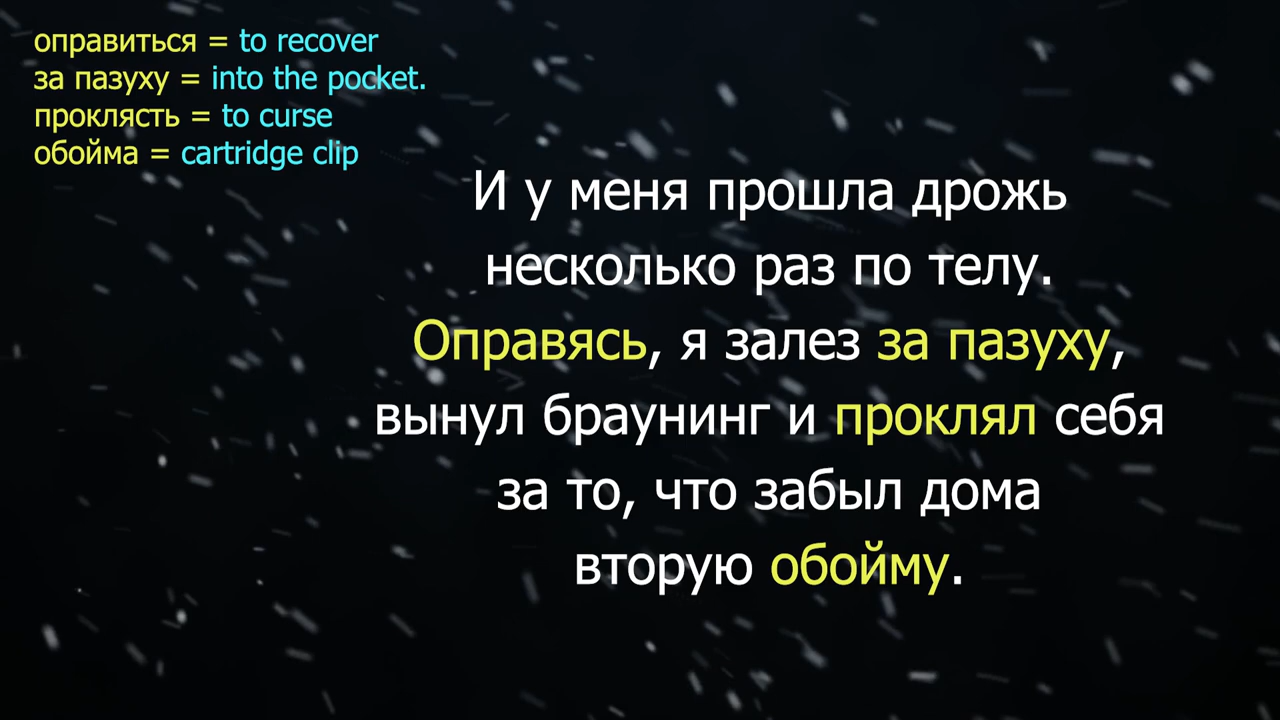 оправиться = to recover
за пазуху = into the pocket.
проклясть = to curse
обойма = cartridge clip
И у меня прошла дрожь
несколько раз по телу.
Оправясь, я залез за пазуху,
вынул браунинг и проклял себя
за то, что забыл дома
вторую обойму.